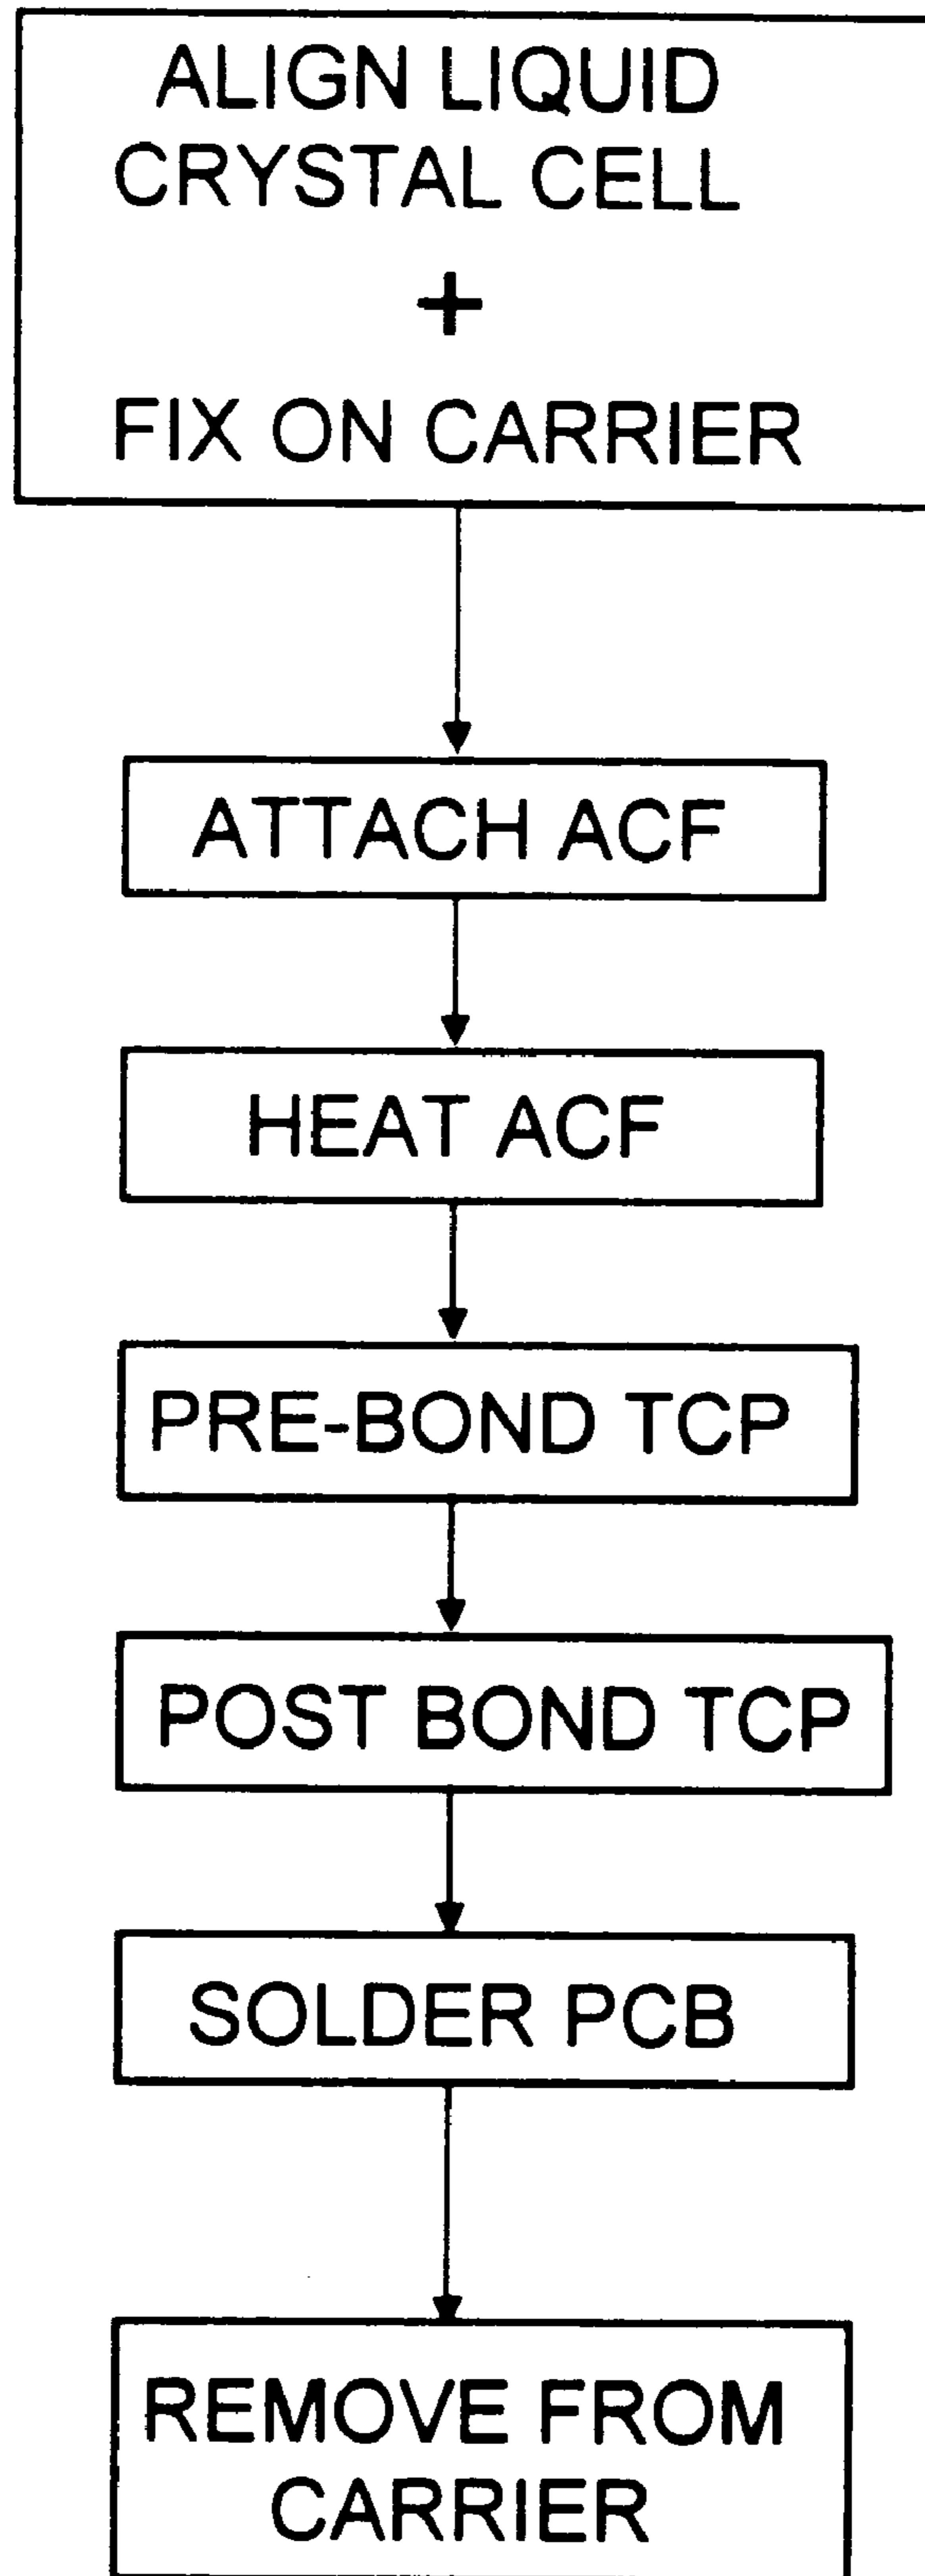 ALIGN LIQUID
CRYSTAL CELL
+
FIX ON CARRIER
ATTACH ACF
HEAT ACF
PRE-BOND TCP
POST BOND TCP
SOLDER PCB
REMOVE FROM
CARRIER